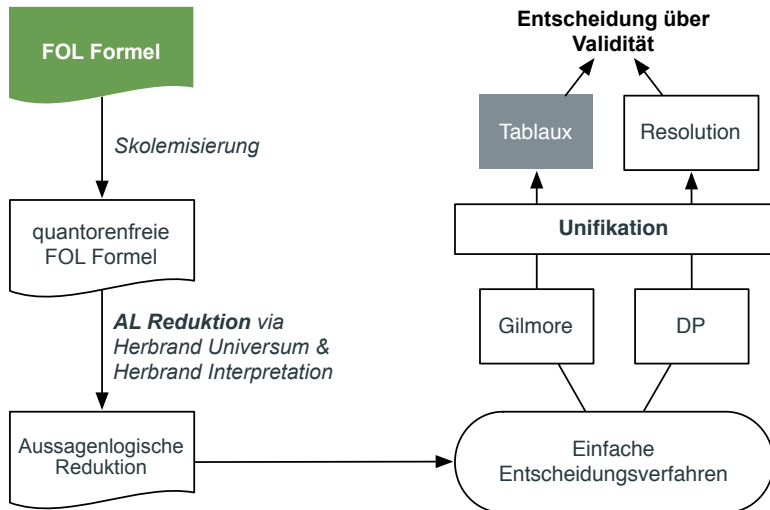 FOL Formel
Skolemisierung
quantorenfreie
FOL Formel
AL Reduktion via
Herbrand Universum &
Herbrand Interpretation
Aussagenlogische
Reduktion
Entscheidung über
Validität
Tablaux
Resolution
Unifikation
Gilmore
DP
Einfache
Entscheidungsverfahren